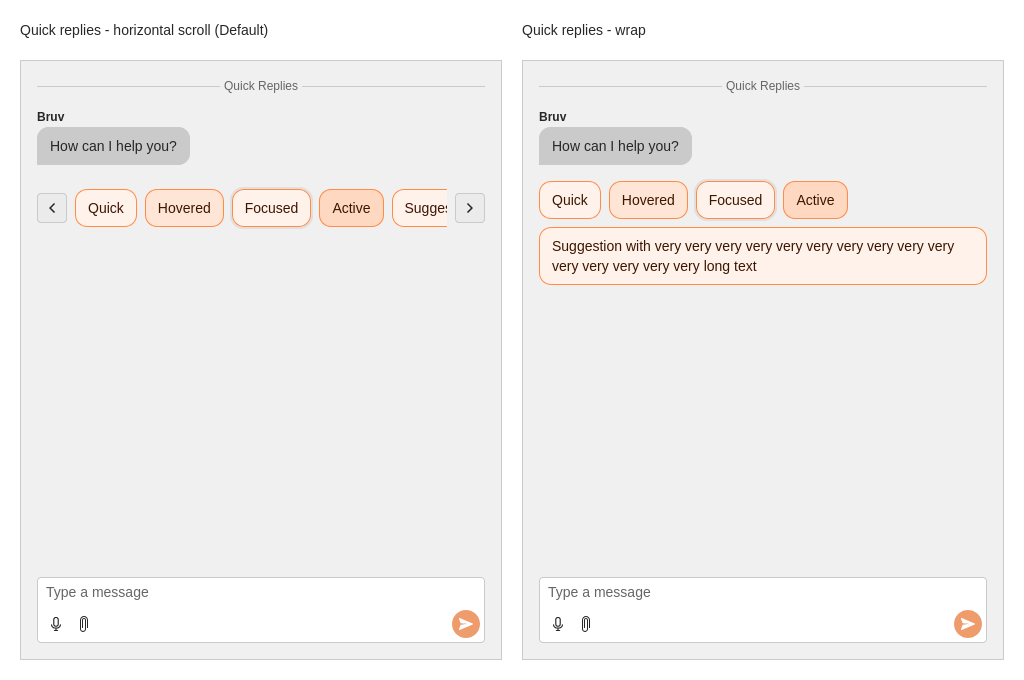 Quick replies - horizontal scroll (Default)
Quick Replies
Bruv
How can I help you?
Quick
Hovered
Focused
Active
Sugges
Type a message
Quick replies - wrap
Quick Replies
Bruv
How can I help you?
Quick
Hovered
Focused
Active
Suggestion with very very very very very very very very very very
very very very very very long text
Type a message